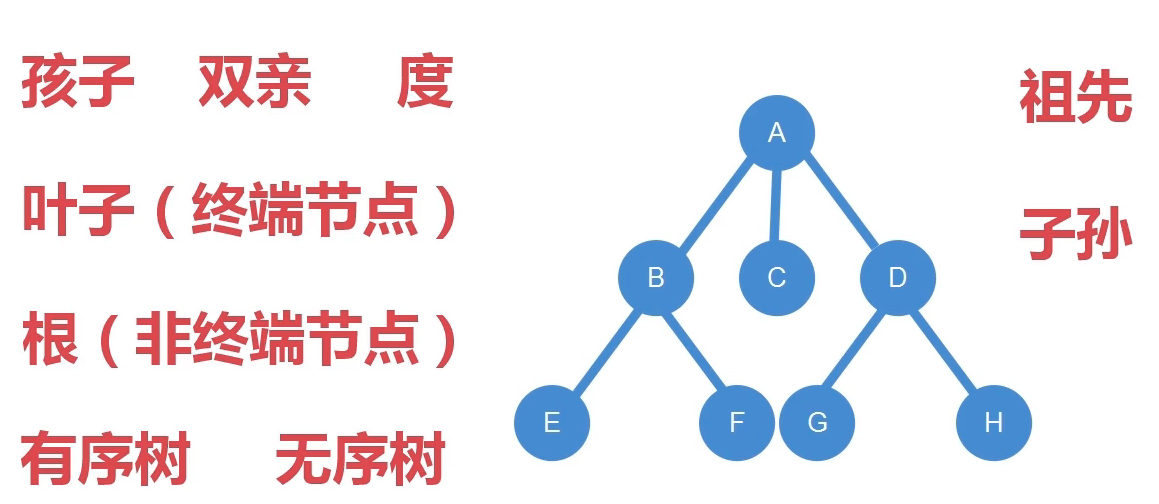 孩子 双亲 度
叶子（终端节点）
根（非终端节点）
有序树 无序树
A
B C D
E F G H
祖先
子孙